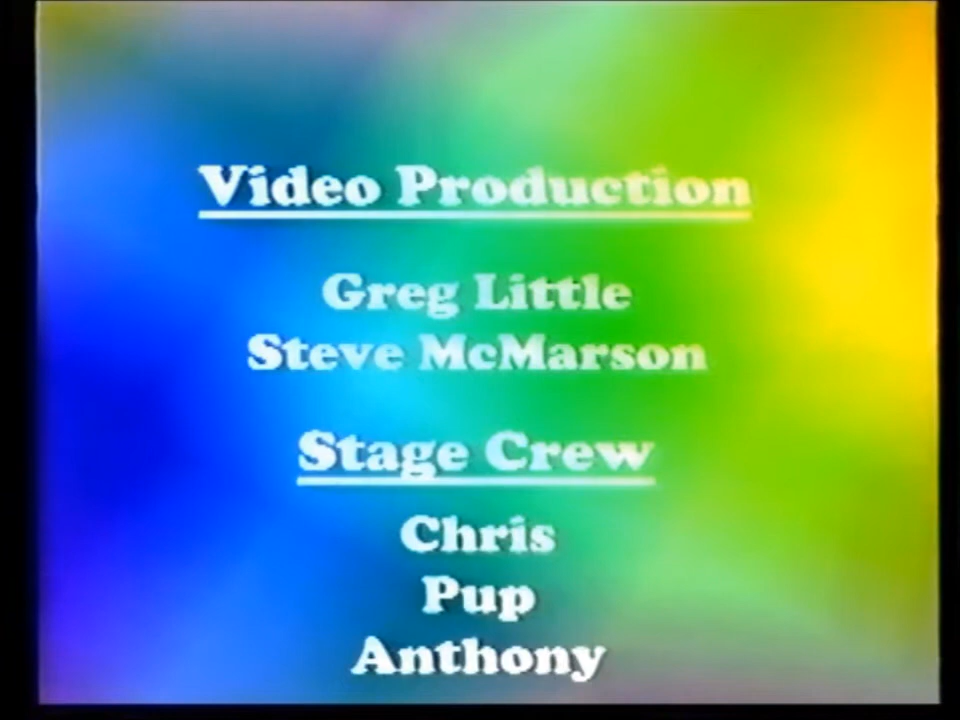 Video Production
Greg Little
Steve McMarson
Stage Crew
Chris
Pup
Anthony